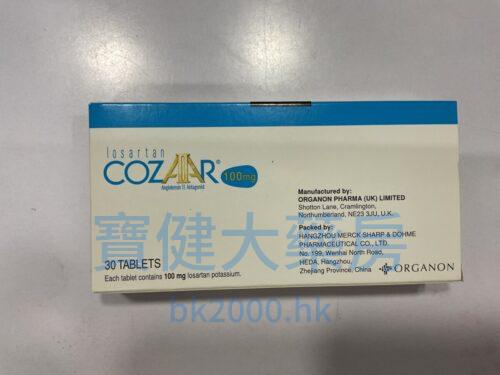 losartan
COZAAR®
100mg
Angiotensin II Antagonist
Manufactured by:
ORGANON PHARMA (UK) LIMITED
Shotton Lane, Cramlington,
Northumberland, NE23 3JU, U.K.
Packed by:
HANGZHOU MERCK SHARP & DOHME
PHARMACEUTICAL CO., LTD.
No. 199, Wenhai North Road,
HEDA, Hangzhou,
Zhejiang Province, China
ORGANON
30 TABLETS
Each tablet contains 100 mg losartan potassium.
寶健大藥房
bk2000.hk